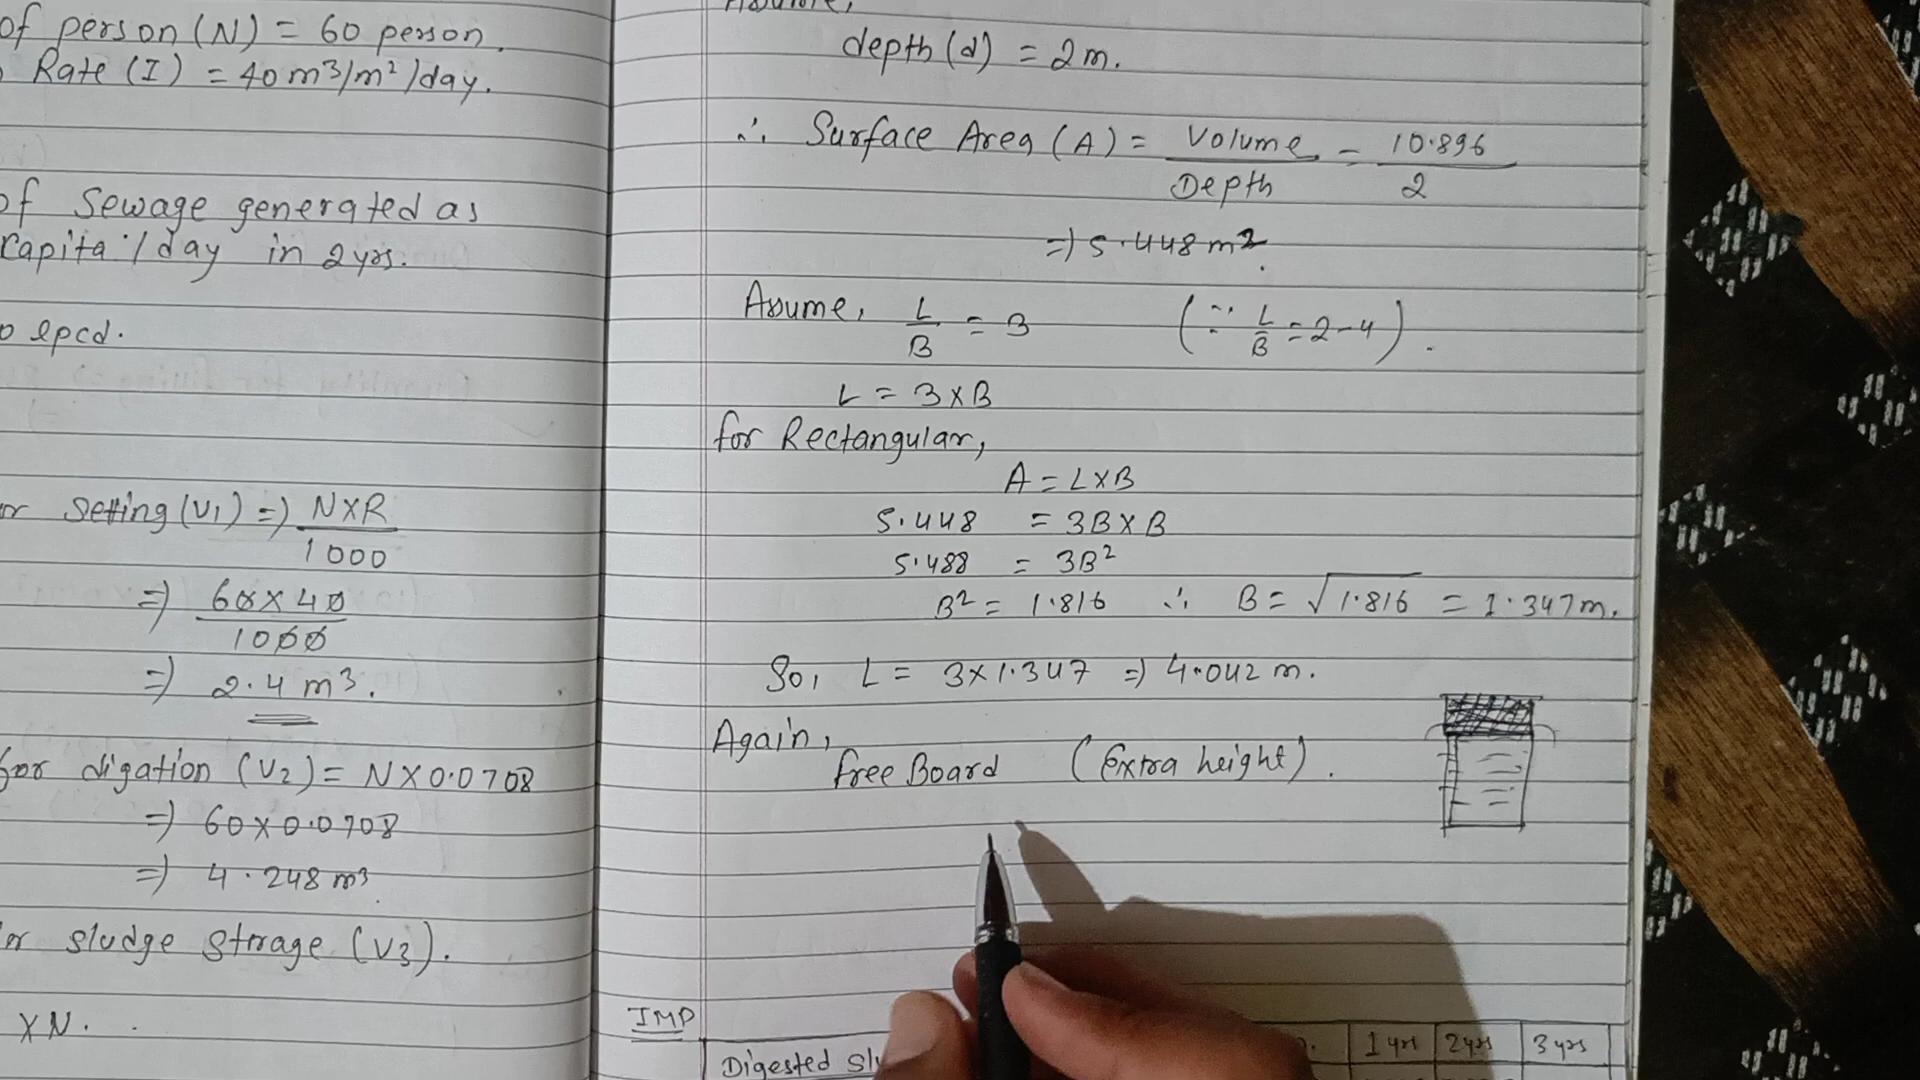 of person (N) = 60 person.
Rate (I) = 40 m3/m2/day.
of Sewage generated as
capita/day in 2yrs.
lpcd.
setting (V1) => NXR
1000
=> 60 X 40
1000
=> 2.4 m3.
for digation (V2) = N X 0.0708
=> 60 X 0.0708
=> 4.248 m3
sludge strage (V3).
XN.
depth (d) = 2m.
∴ Surface Area (A) = Volume = 10.896
Depth 2
=> 5.448 m2.
Assume, L = 3 (∵ L = 2-4).
B B
L = 3 X B
for Rectangular,
A = L X B
5.448 = 3B X B
5.488 = 3B2
B2 = 1.816 ∴ B = √1.816 = 1.347m.
So, L = 3 X 1.347 => 4.042 m.
Again,
free Board (Extra height).
IMP
Digested 1 yrs 2 yrs 3 yrs